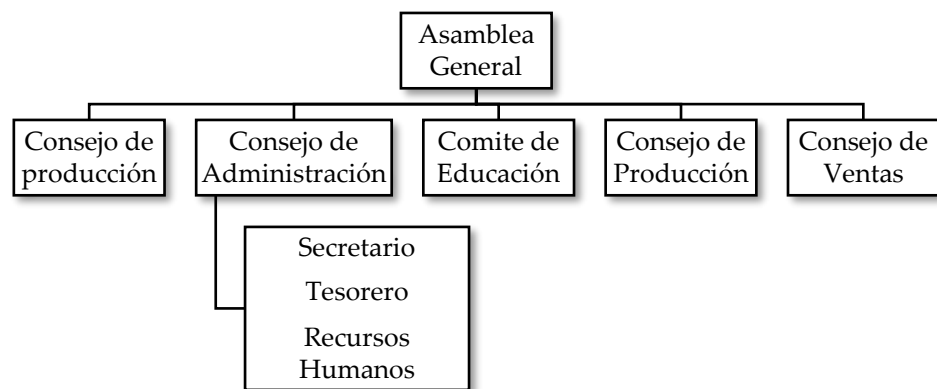 Asamblea
General
Consejo de
producción
Consejo de
Administración
Comite de
Educación
Consejo de
Producción
Consejo de
Ventas
Secretario
Tesorero
Recursos
Humanos